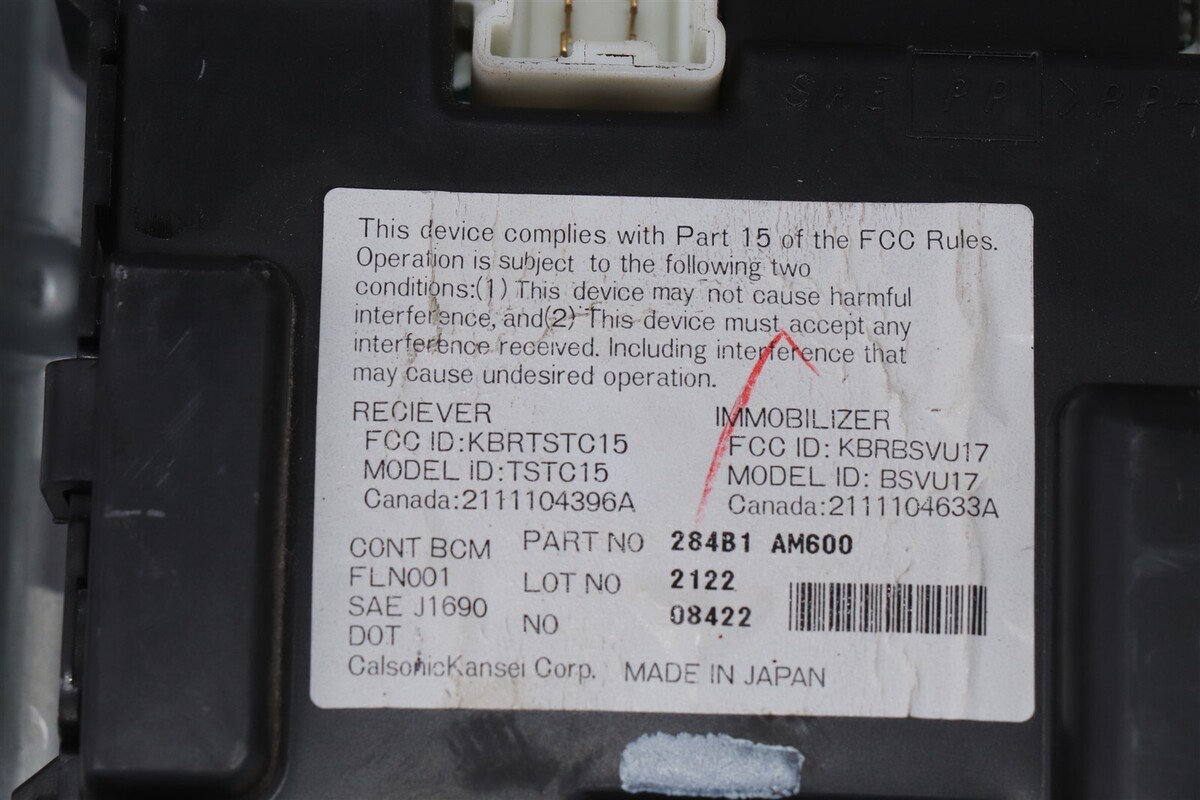 SAE PP >PP-
This device complies with Part 15 of the FCC Rules.
Operation is subject to the following two
conditions:(1) This device may not cause harmful
interference, and(2) This device must accept any
interference received. Including interference that
may cause undesired operation.
RECIEVER
FCC ID:KBRTSTC15
MODEL ID:TSTC15
Canada:2111104396A
IMMOBILIZER
FCC ID: KBRBSVU17
MODEL ID: BSVU17
Canada:2111104633A
CONT BCM
FLN001
SAE J1690
DOT
PART NO 284B1 AM600
LOT NO 2122
NO 08422
CalsonicKansei Corp. MADE IN JAPAN